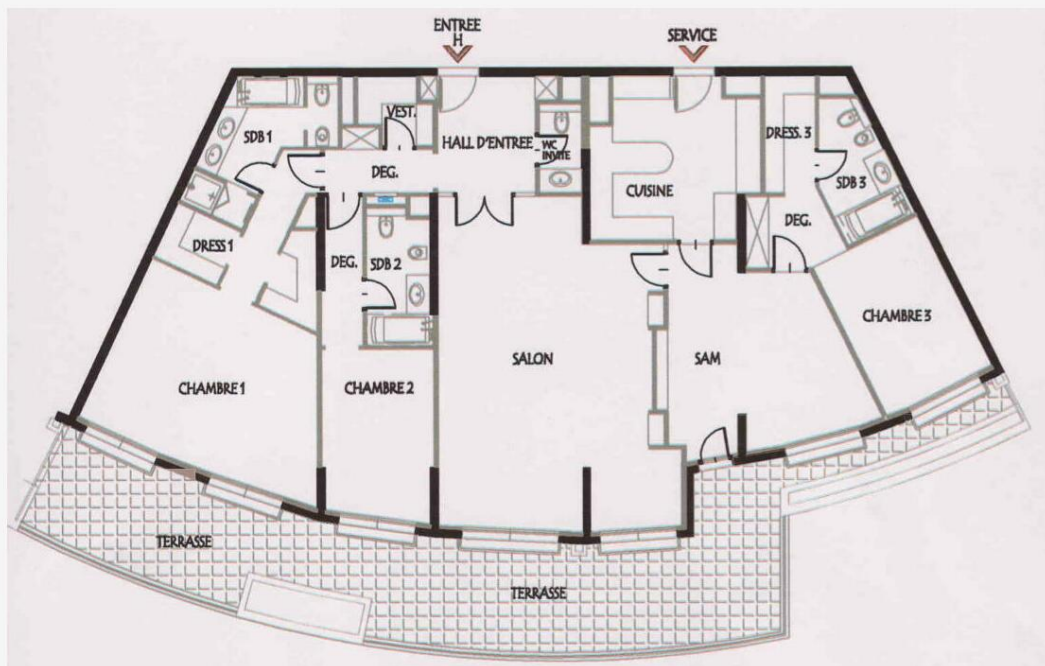 ENTREE
H
SERVICE
SDB 1
VEST.
HALL D'ENTREE
WC
INVITE
DRESS. 3
DEG.
CUISINE
SDB 3
DRESS 1
DEG.
SDB 2
DEG.
CHAMBRE 3
SALON
SAM
CHAMBRE 1
CHAMBRE 2
TERRASSE
TERRASSE